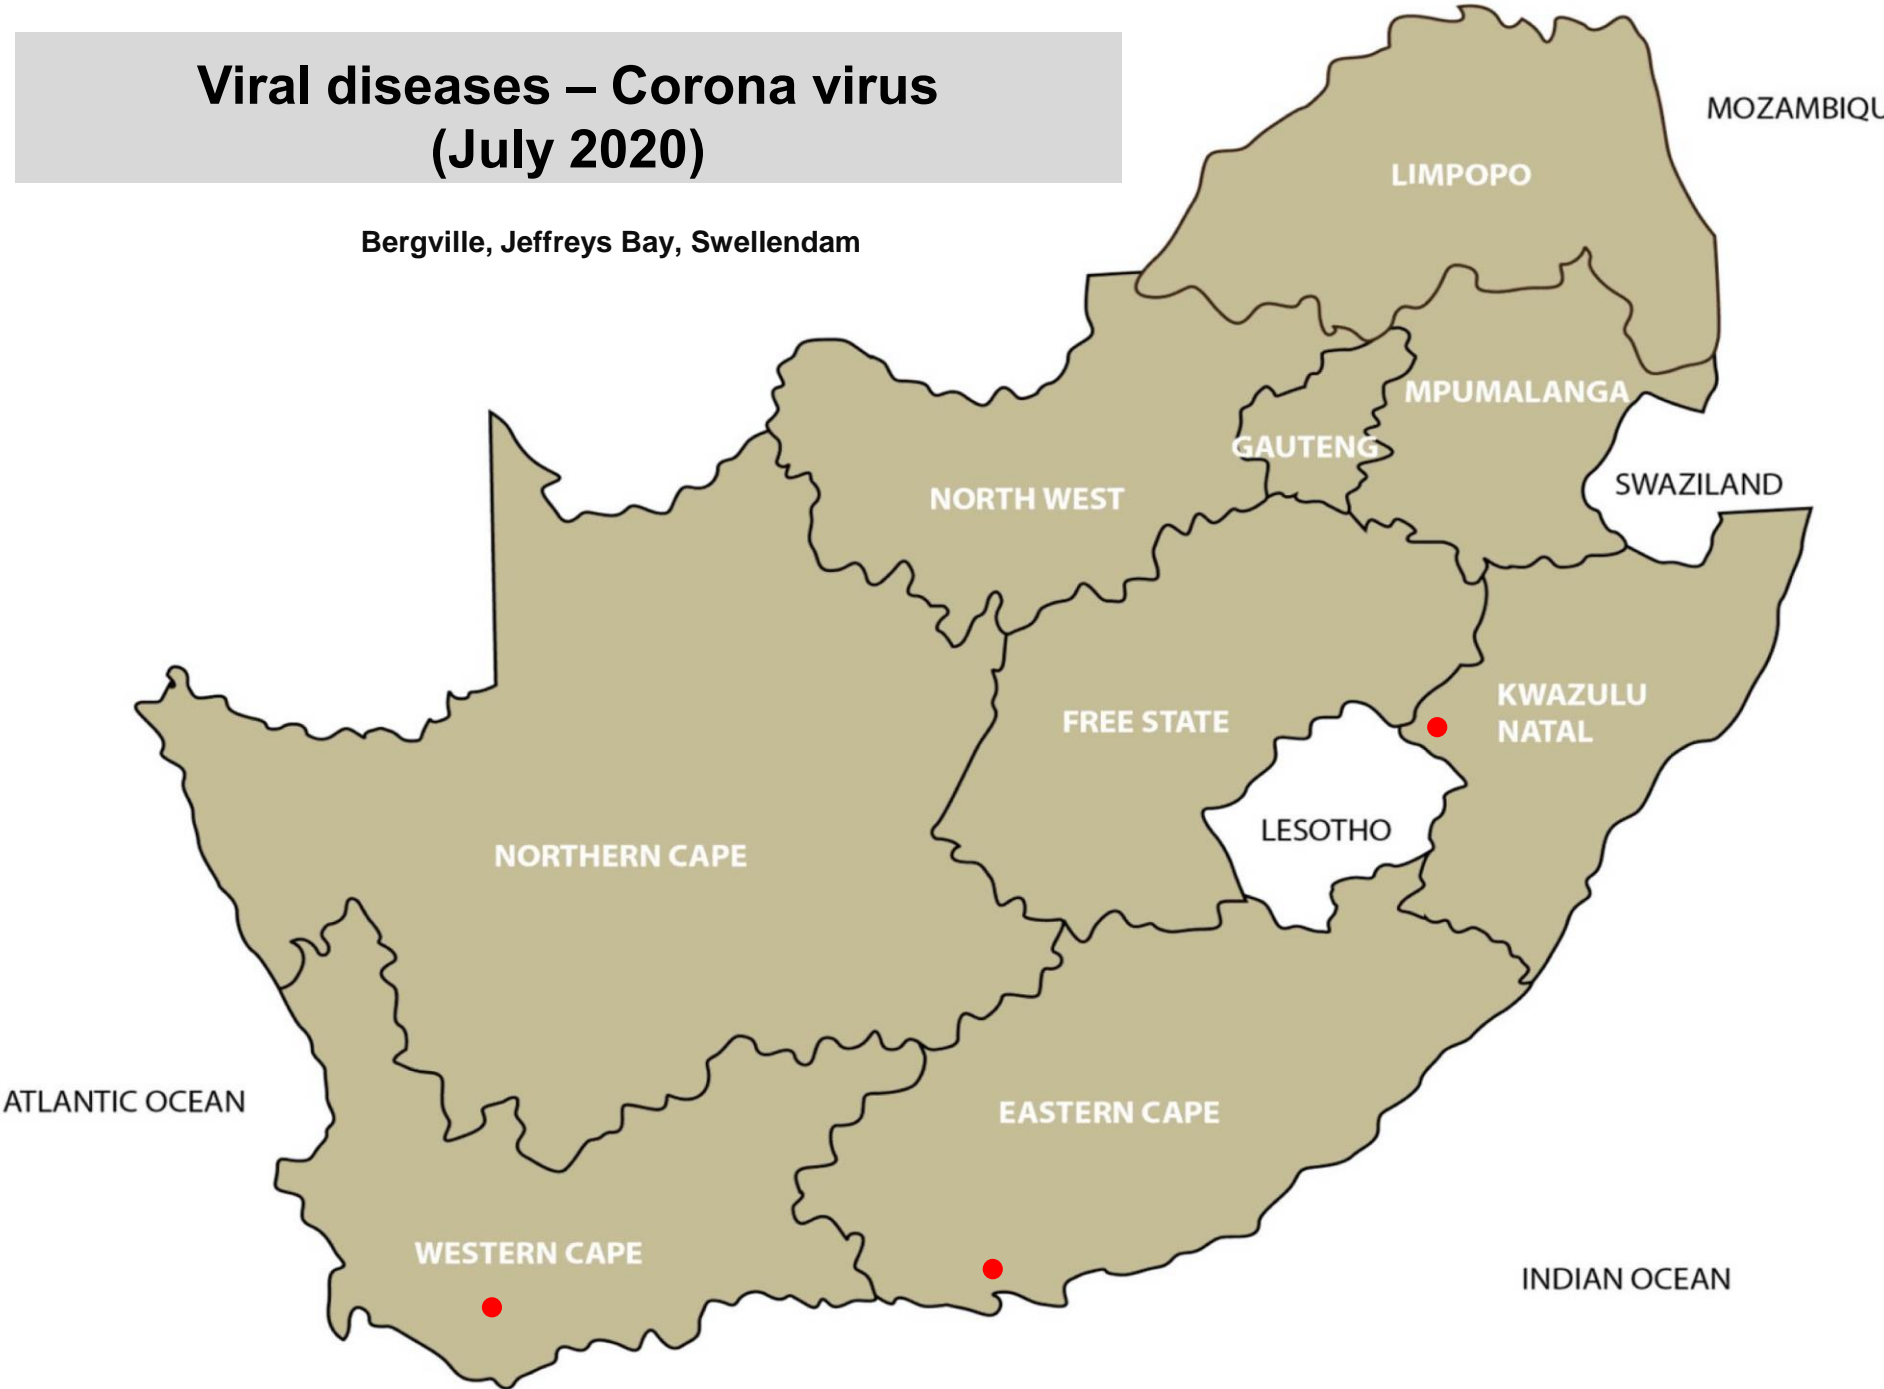 Viral diseases – Corona virus
(July 2020)
Bergville, Jeffreys Bay, Swellendam
MOZAMBIQU
LIMPOPO
MPUMALANGA
GAUTENG
SWAZILAND
NORTH WEST
KWAZULU
NATAL
FREE STATE
LESOTHO
NORTHERN CAPE
ATLANTIC OCEAN
EASTERN CAPE
WESTERN CAPE
INDIAN OCEAN